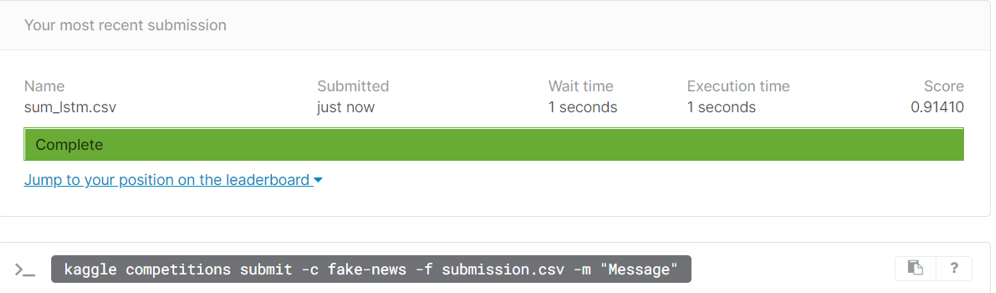 Your most recent submission
Name Submitted Wait time Execution time Score
sum_lstm.csv just now 1 seconds 1 seconds 0.91410
Complete
Jump to your position on the leaderboard
>_ kaggle competitions submit -c fake-news -f submission.csv -m "Message" ?